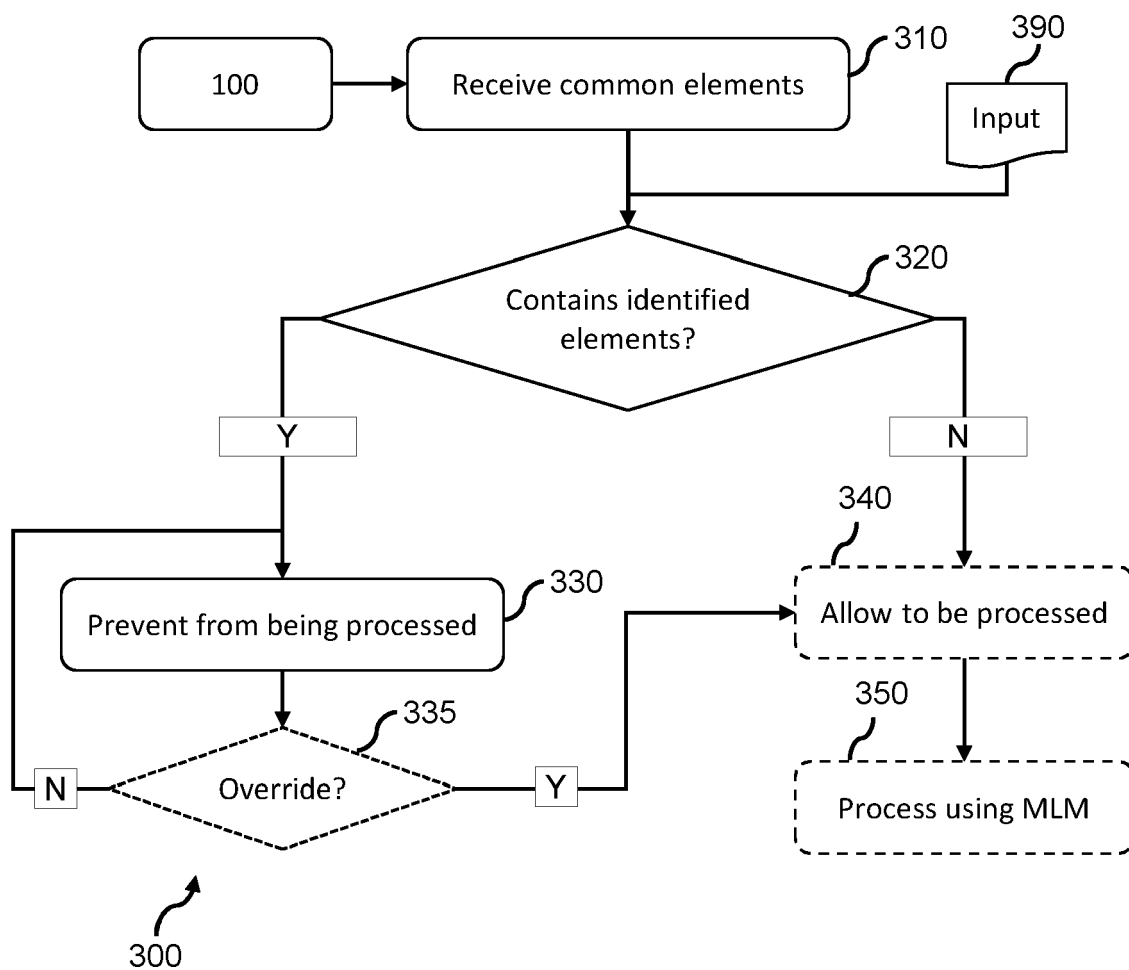 310
390
100
Receive common elements
Input
320
Contains identified
elements?
Y
N
340
330
Prevent from being processed
Allow to be processed
335
350
N
Override?
Y
Process using MLM
300